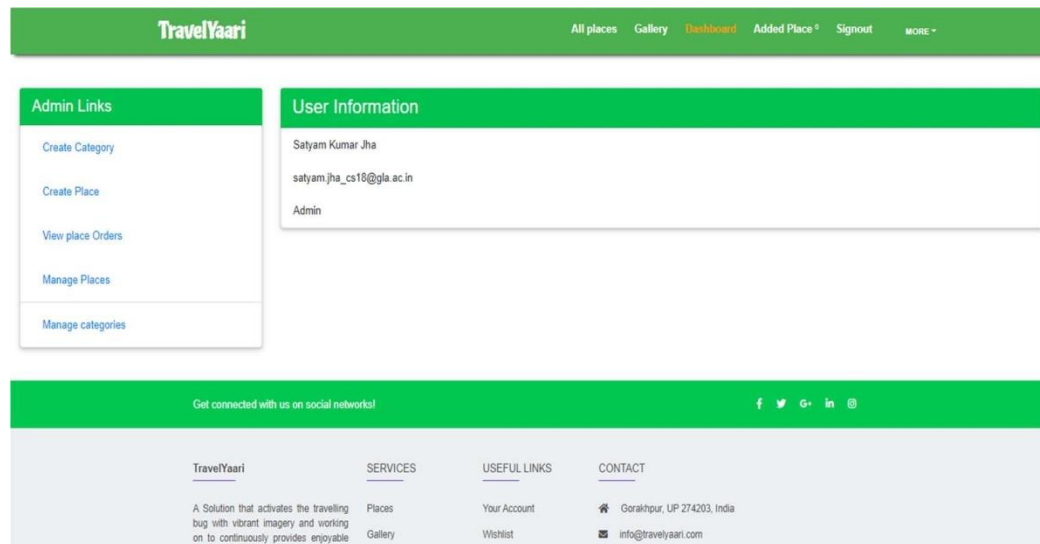 TravelYaari
All places Gallery Dashboard Added Place 0 Signout MORE
Admin Links
Create Category
Create Place
View place Orders
Manage Places
Manage categories
User Information
Satyam Kumar Jha
satyam.jha_cs18@gla.ac.in
Admin
Get connected with us on social networks!
TravelYaari
A Solution that activates the travelling
bug with vibrant imagery and working
on to continuously provides enjoyable
SERVICES
Places
Gallery
USEFUL LINKS
Your Account
Wishlist
CONTACT
Gorakhpur, UP 274203, India
info@travelyaari.com